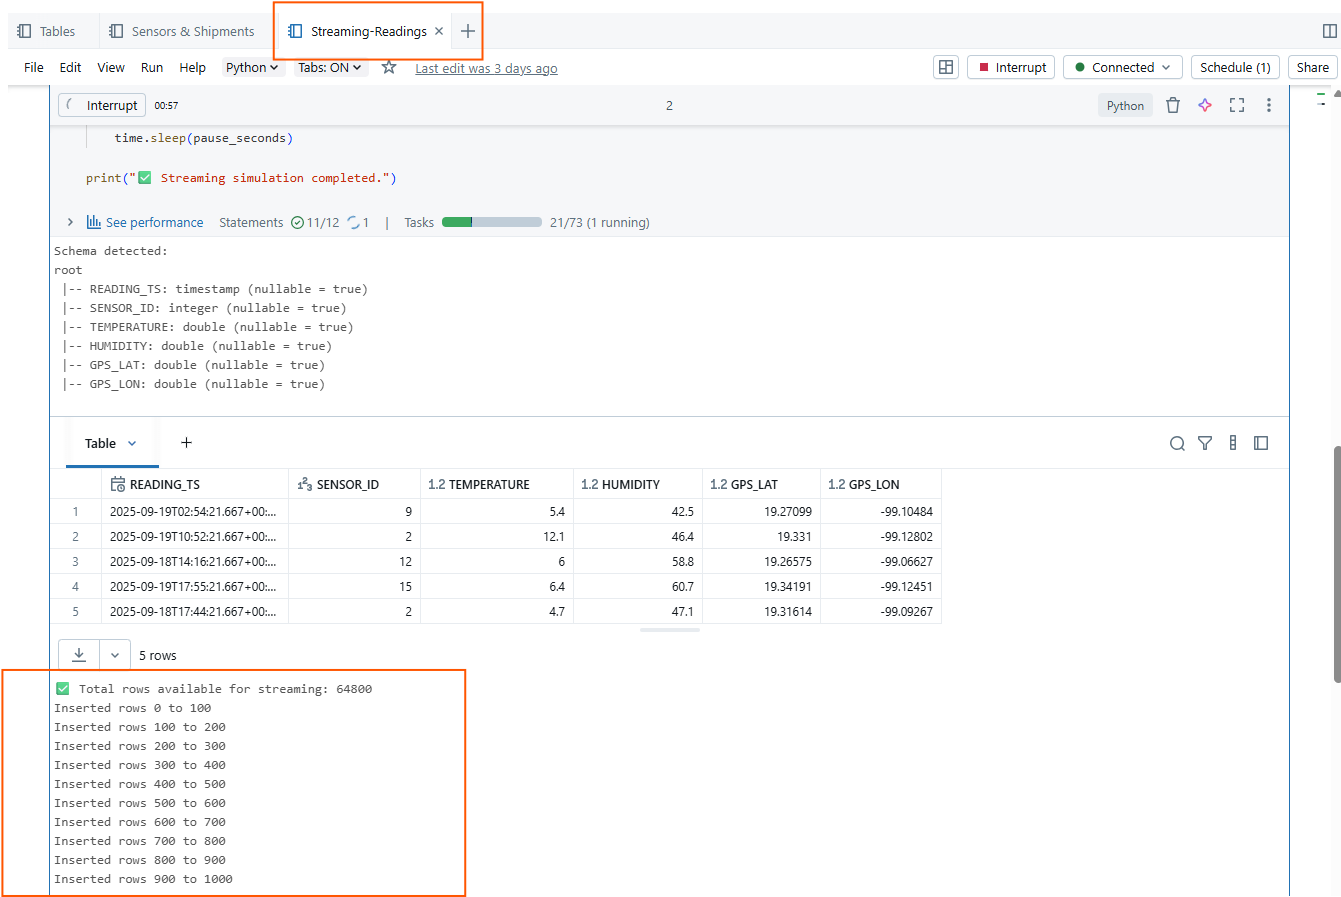 Tables Sensors & Shipments Streaming-Readings
File Edit View Run Help Python Tabs: ON Last edit was 3 days ago Interrupt Connected Schedule (1) Share
Interrupt 00:57 2 Python
time.sleep(pause_seconds)
print("✅ Streaming simulation completed.")
See performance Statements 11/12 1 | Tasks 21/73 (1 running)
Schema detected:
root
|-- READING_TS: timestamp (nullable = true)
|-- SENSOR_ID: integer (nullable = true)
|-- TEMPERATURE: double (nullable = true)
|-- HUMIDITY: double (nullable = true)
|-- GPS_LAT: double (nullable = true)
|-- GPS_LON: double (nullable = true)
Table +
READING_TS 123 SENSOR_ID 1.2 TEMPERATURE 1.2 HUMIDITY 1.2 GPS_LAT 1.2 GPS_LON
1 2025-09-19T02:54:21.667+00:... 9 5.4 42.5 19.27099 -99.10484
2 2025-09-19T10:52:21.667+00:... 2 12.1 46.4 19.331 -99.12802
3 2025-09-18T14:16:21.667+00:... 12 6 58.8 19.26575 -99.06627
4 2025-09-19T17:55:21.667+00:... 15 6.4 60.7 19.34191 -99.12451
5 2025-09-18T17:44:21.667+00:... 2 4.7 47.1 19.31614 -99.09267
5 rows
✅ Total rows available for streaming: 64800
Inserted rows 0 to 100
Inserted rows 100 to 200
Inserted rows 200 to 300
Inserted rows 300 to 400
Inserted rows 400 to 500
Inserted rows 500 to 600
Inserted rows 600 to 700
Inserted rows 700 to 800
Inserted rows 800 to 900
Inserted rows 900 to 1000